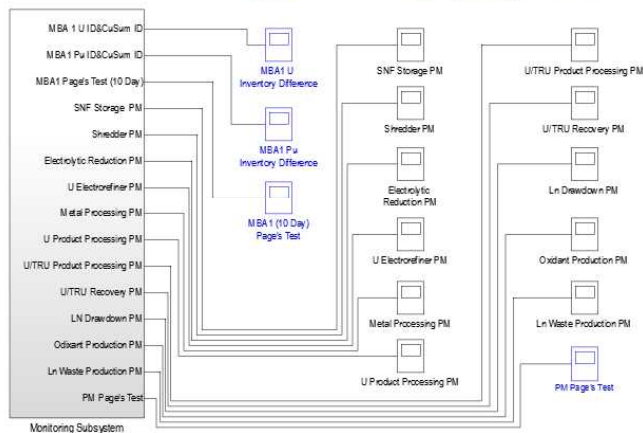 MBA 1 U ID&CuSum ID
MBA1 Pu ID&CuSum ID
MBA1 Page's Test (10 Day)
SNF Storage PM
Shredder PM
Electrolytic Reduction PM
U Electrorefiner PM
Metal Processing PM
U Product Processing PM
U/TRU Product Processing PM
U/TRU Recovery PM
LN Drawdown PM
Odixant Production PM
Ln Waste Production PM
PM Page's Test
Monitoring Subsystem
MBA1 U
Inventory Difference
MBA1 Pu
Inventory Difference
MBA1 (10 Day)
Page's Test
SNF Storage PM
Shredder PM
Electrolytic
Reduction PM
U Electrorefiner PM
Metal Processing PM
U Product Processing PM
U/TRU Product Processing PM
U/TRU Recovery PM
Ln Drawdown PM
Oxidant Production PM
Ln Waste Production PM
PM Page's Test